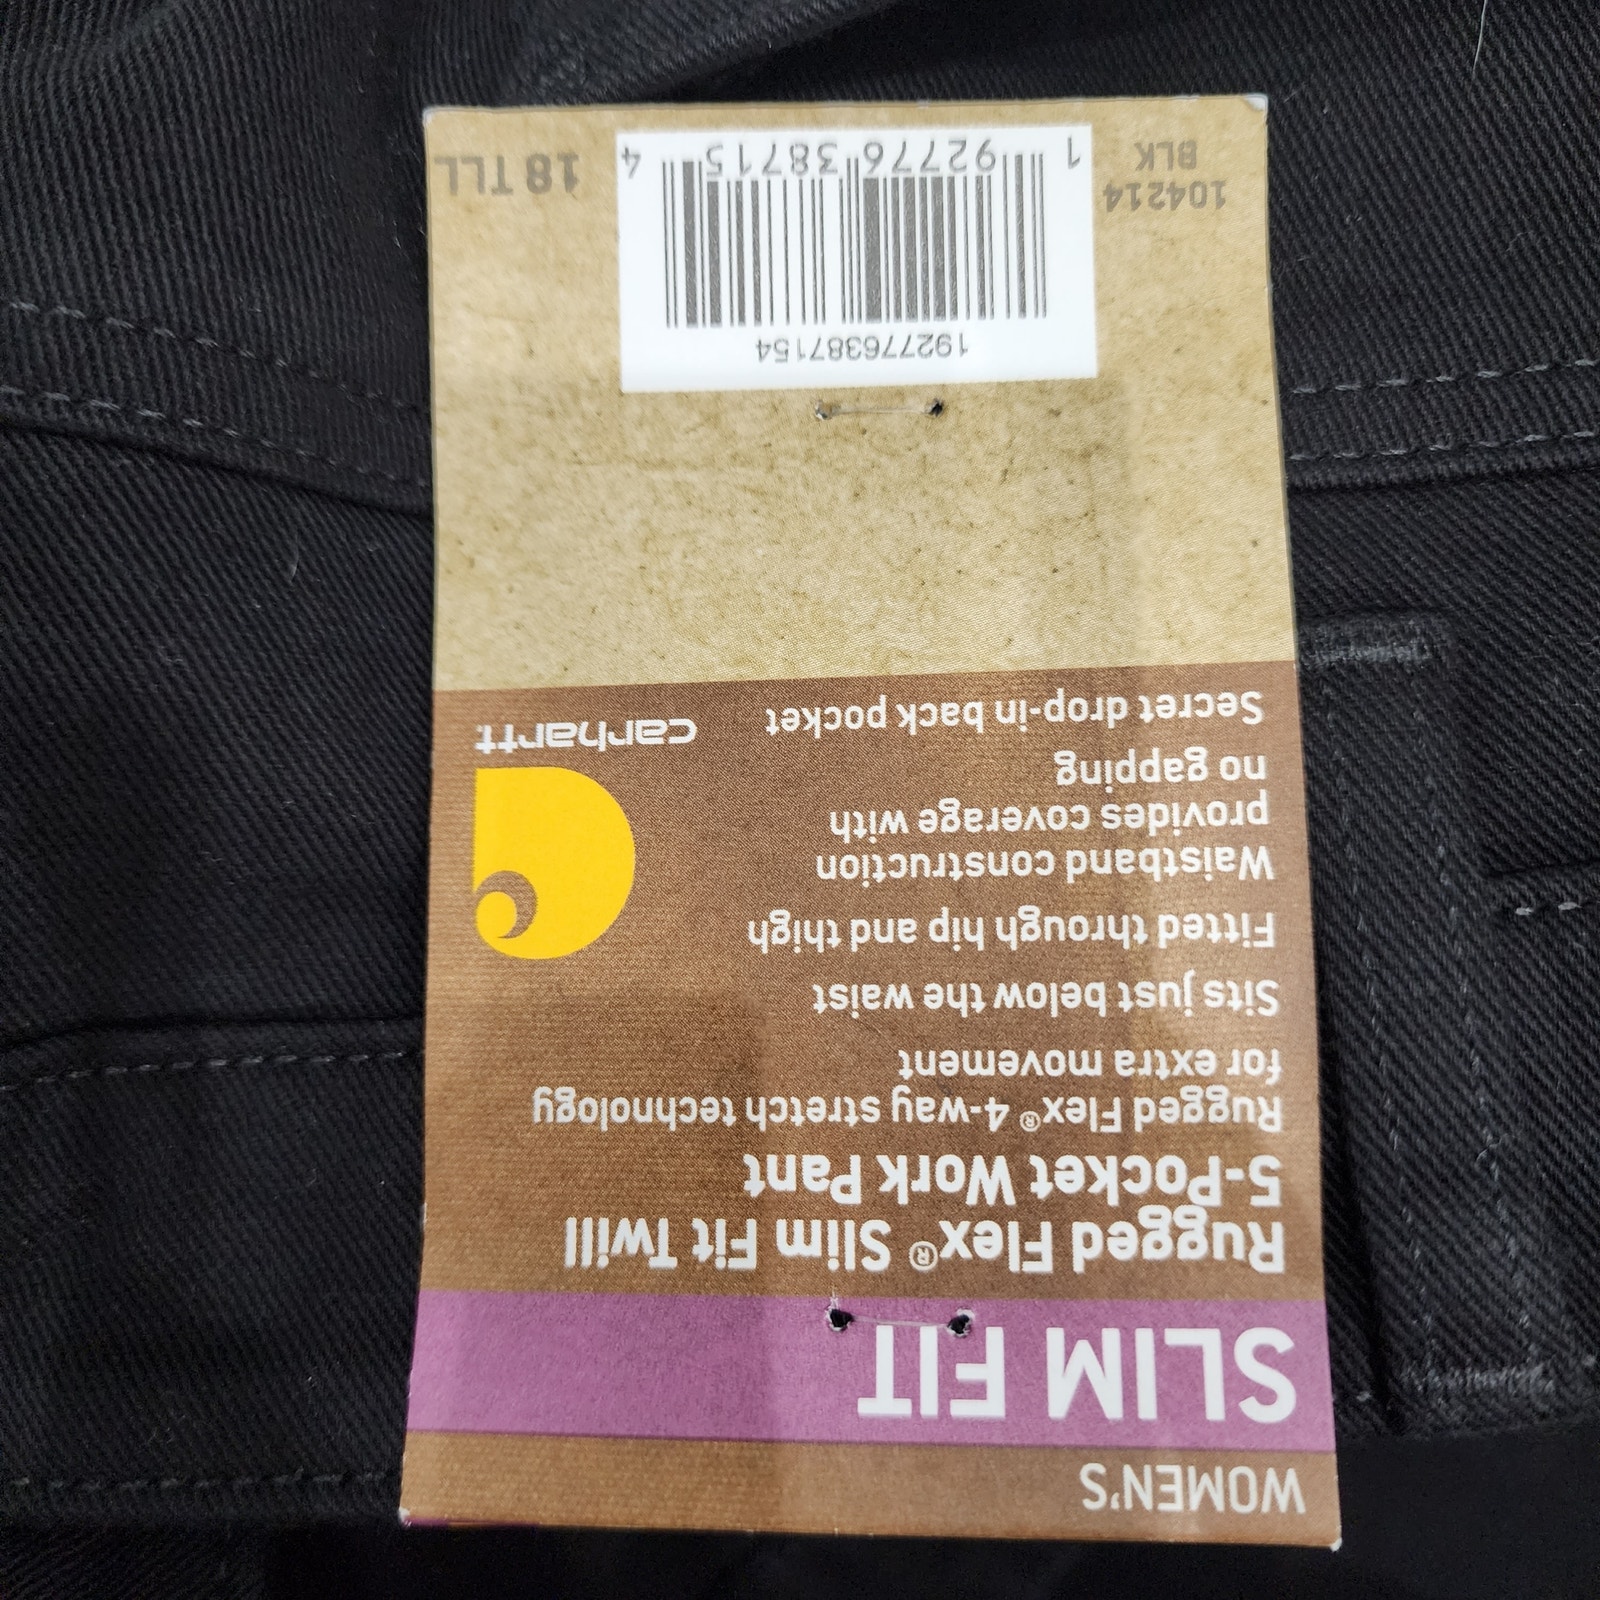 WOMEN'S
SLIM FIT
Rugged Flex® Slim Fit Twill
5-Pocket Work Pant
Rugged Flex® 4-way stretch technology
for extra movement
Sits just below the waist
Fitted through hip and thigh
Waistband construction
provides coverage with
no gapping
Secret drop-in back pocket
carhartt
192776387154
1 92776 38715 4
104214
BLK
18 TLL